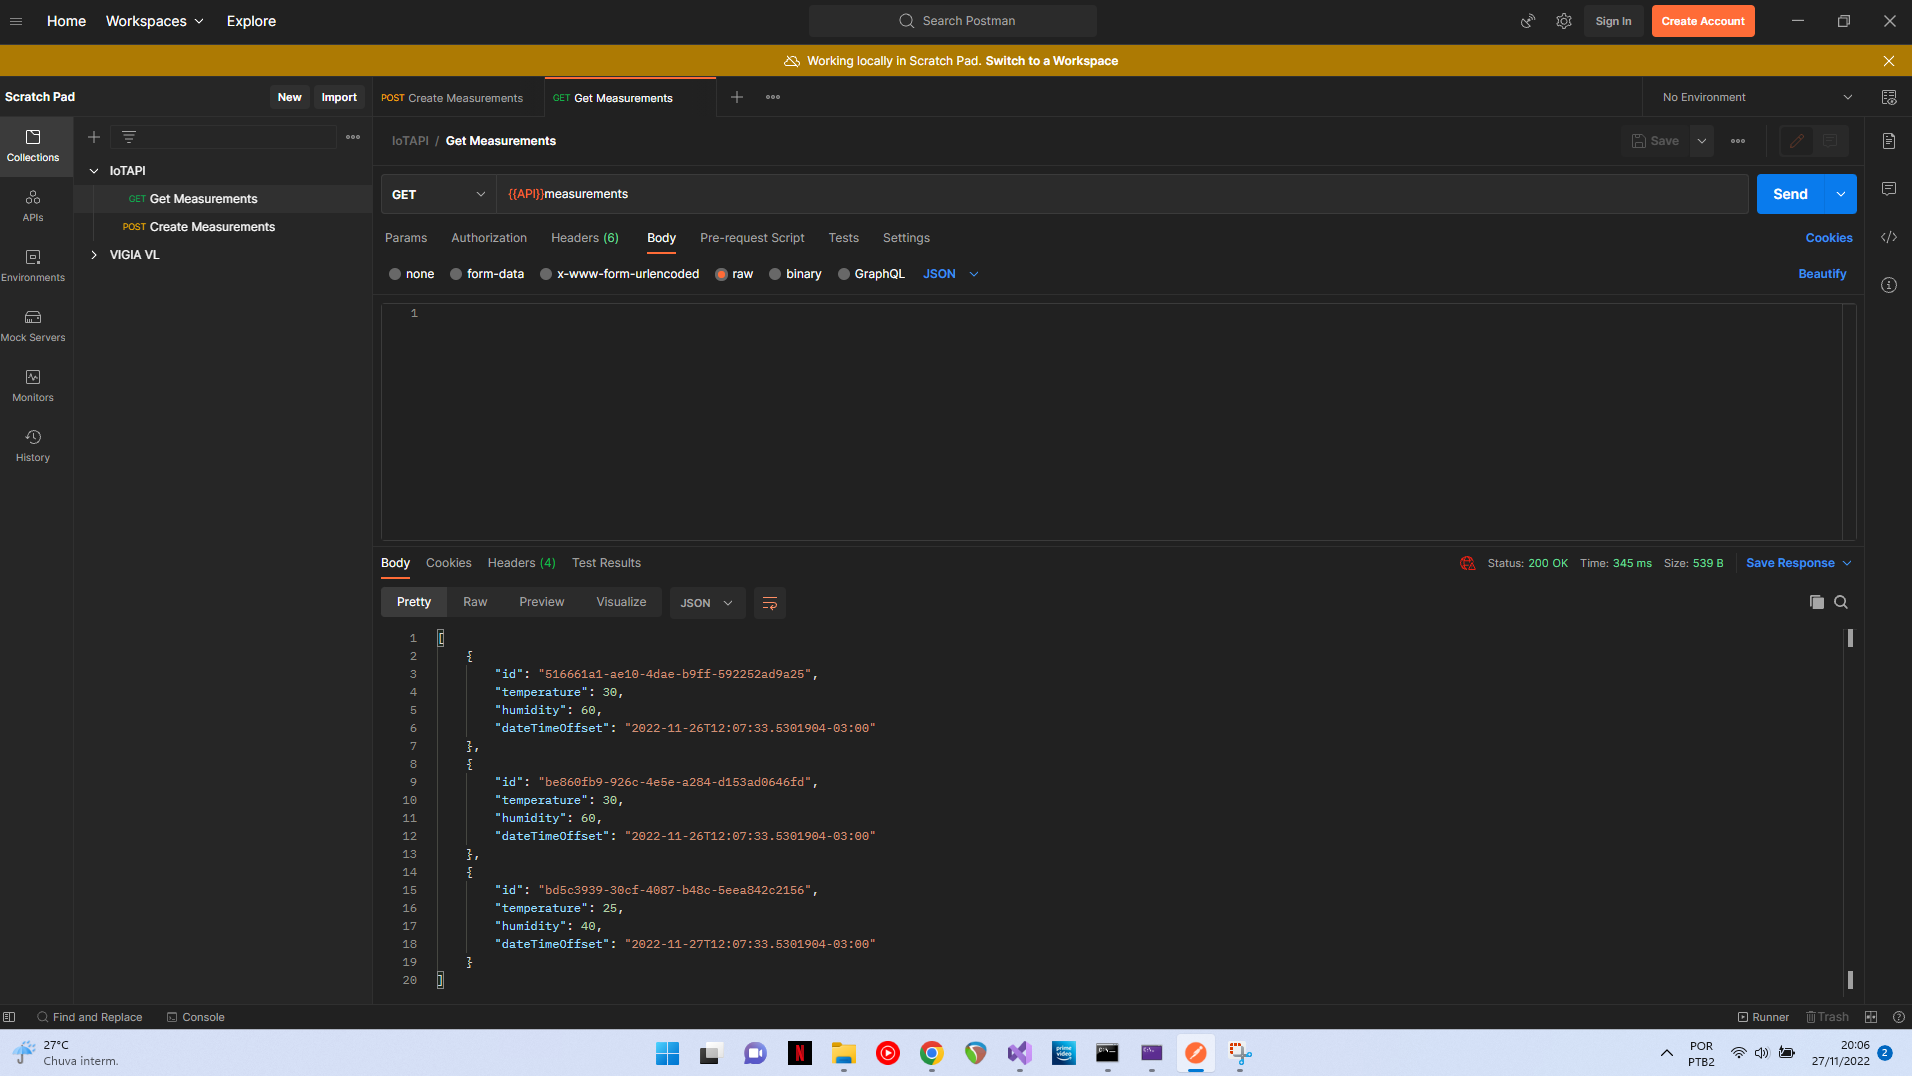 Home Workspaces Explore Search Postman Sign In Create Account
Working locally in Scratch Pad. Switch to a Workspace
Scratch Pad New Import POST Create Measurements GET Get Measurements No Environment
IoTAPI / Get Measurements Save
Collections
IoTAPI
GET Get Measurements
POST Create Measurements
VIGIA VL
APIs
Environments
Mock Servers
Monitors
History
GET {{API}}measurements Send
Params Authorization Headers (6) Body Pre-request Script Tests Settings Cookies
none form-data x-www-form-urlencoded raw binary GraphQL JSON Beautify
1
Body Cookies Headers (4) Test Results Status: 200 OK Time: 345 ms Size: 539 B Save Response
Pretty Raw Preview Visualize JSON
1 [
2 {
3 "id": "516661a1-ae10-4dae-b9ff-592252ad9a25",
4 "temperature": 30,
5 "humidity": 60,
6 "dateTimeOffset": "2022-11-26T12:07:33.5301904-03:00"
7 },
8 {
9 "id": "be860fb9-926c-4e5e-a284-d153ad0646fd",
10 "temperature": 30,
11 "humidity": 60,
12 "dateTimeOffset": "2022-11-26T12:07:33.5301904-03:00"
13 },
14 {
15 "id": "bd5c3939-30cf-4087-b48c-5eea842c2156",
16 "temperature": 25,
17 "humidity": 40,
18 "dateTimeOffset": "2022-11-27T12:07:33.5301904-03:00"
19 }
20 ]
Find and Replace Console Runner Trash
27°C
Chuva interm.
N
prime video
POR
PTB2
20:06
27/11/2022
2